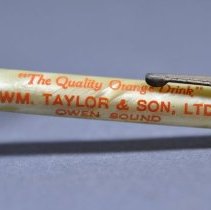 "The Quality Orange Drink"
WM. TAYLOR & SON, LTD
OWEN SOUND